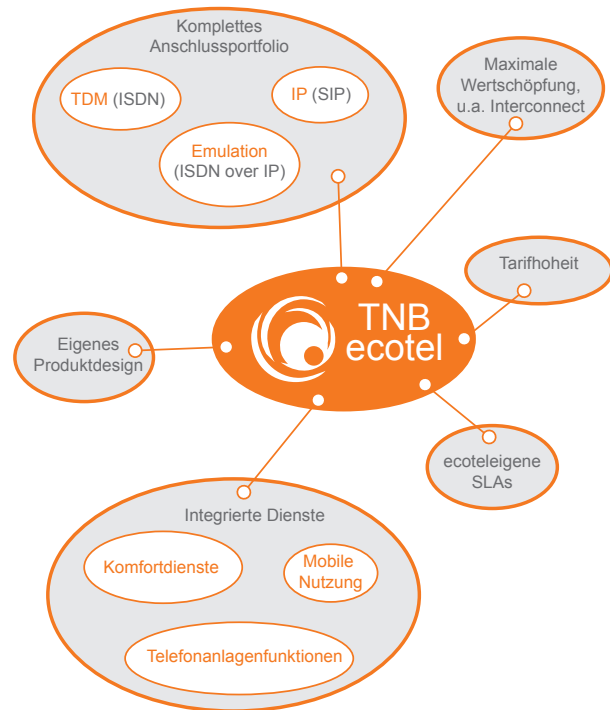 Komplettes
Anschlussportfolio
TDM (ISDN)
IP (SIP)
Emulation
(ISDN over IP)
Maximale
Wertschöpfung,
u.a. Interconnect
Tarifhoheit
TNB
ecotel
Eigenes
Produktdesign
ecoteleigene
SLAs
Integrierte Dienste
Komfortdienste
Mobile
Nutzung
Telefonanlagenfunktionen